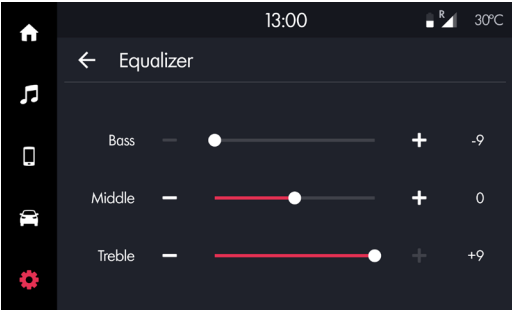 13:00 R 30°C
Equalizer
Bass -9
Middle 0
Treble +9